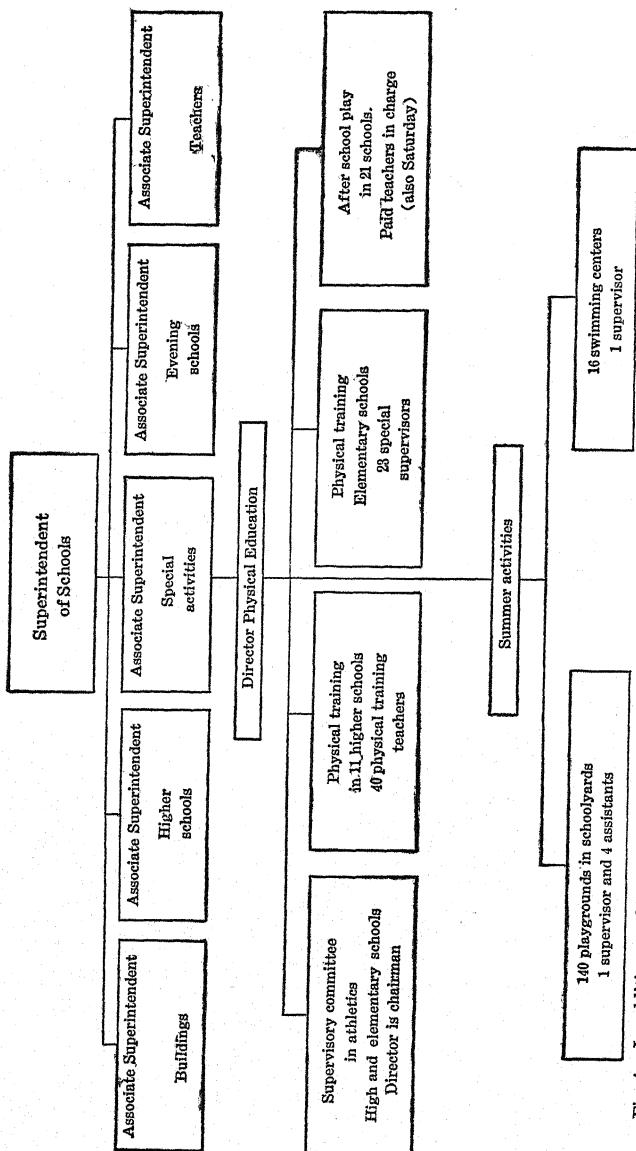 Superintendent
of Schools
Associate Superintendent
Buildings
Associate Superintendent
Higher
schools
Associate Superintendent
Special
activities
Associate Superintendent
Evening
schools
Associate Superintendent
Teachers
Director Physical Education
Supervisory committee
in athletics
High and elementary schools
Director is chairman
Physical training
in 11 higher schools
40 physical training
teachers
Physical training
Elementary schools
23 special
supervisors
After school play
in 21 schools.
Paid teachers in charge
(also Saturday)
Summer activities
140 playgrounds in schoolyards
1 supervisor and 4 assistants
16 swimming centers
1 supervisor